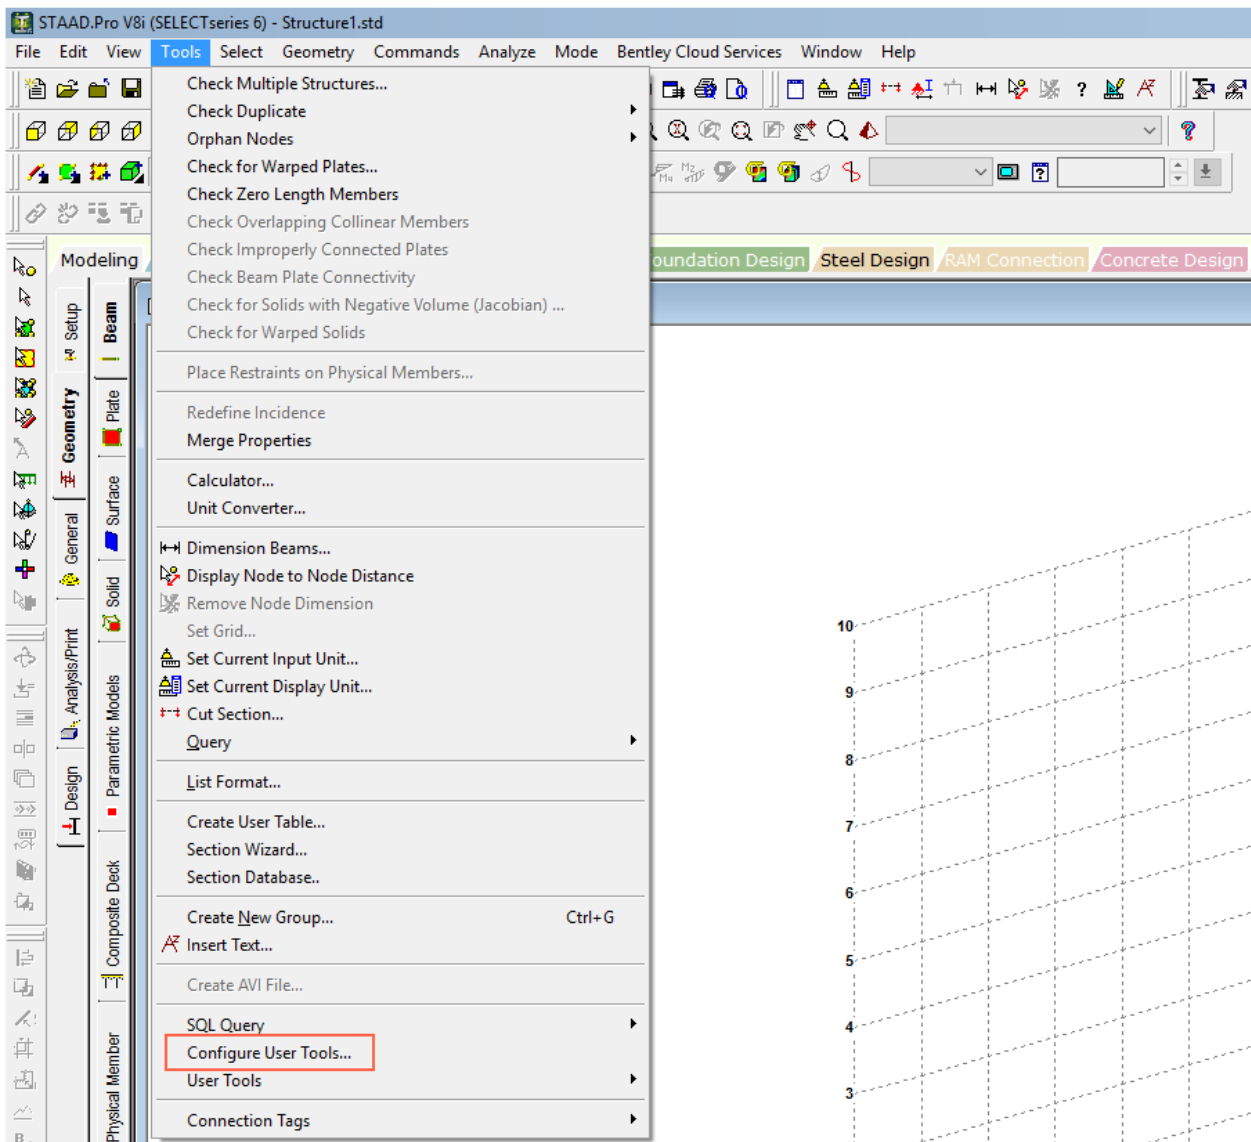 STAAD.Pro V8i (SELECTseries 6) - Structure1.std
File Edit View Tools Select Geometry Commands Analyze Mode Bentley Cloud Services Window Help
Check Multiple Structures...
Check Duplicate
Orphan Nodes
Check for Warped Plates...
Check Zero Length Members
Check Overlapping Collinear Members
Check Improperly Connected Plates
Check Beam Plate Connectivity
Check for Solids with Negative Volume (Jacobian) ...
Check for Warped Solids
Place Restraints on Physical Members...
Redefine Incidence
Merge Properties
Calculator...
Unit Converter...
Dimension Beams...
Display Node to Node Distance
Remove Node Dimension
Set Grid...
Set Current Input Unit...
Set Current Display Unit...
Cut Section...
Query
List Format...
Create User Table...
Section Wizard...
Section Database..
Create New Group... Ctrl+G
Insert Text...
Create AVI File...
SQL Query
Configure User Tools...
User Tools
Connection Tags
Modeling
oundation Design Steel Design RAM Connection Concrete Design
Setup
Geometry
General
Analysis/Print
Design
Beam
Plate
Surface
Solid
Parametric Models
Composite Deck
Physical Member
10
9
8
7
6
5
4
3